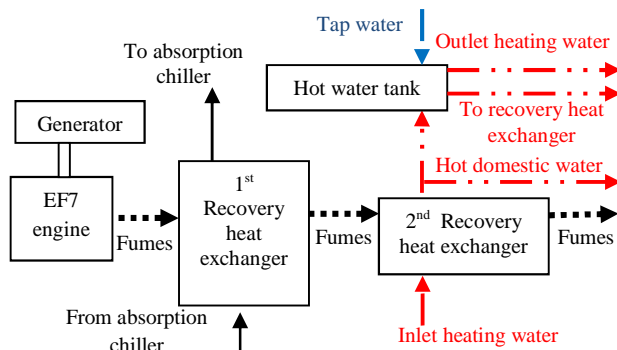 Tap water
To absorption
chiller
Outlet heating water
Hot water tank
To recovery heat
exchanger
Generator
Hot domestic water
EF7
engine
Fumes
1st
Recovery
heat
exchanger
Fumes
2nd Recovery
heat exchanger
Fumes
From absorption
chiller
Inlet heating water